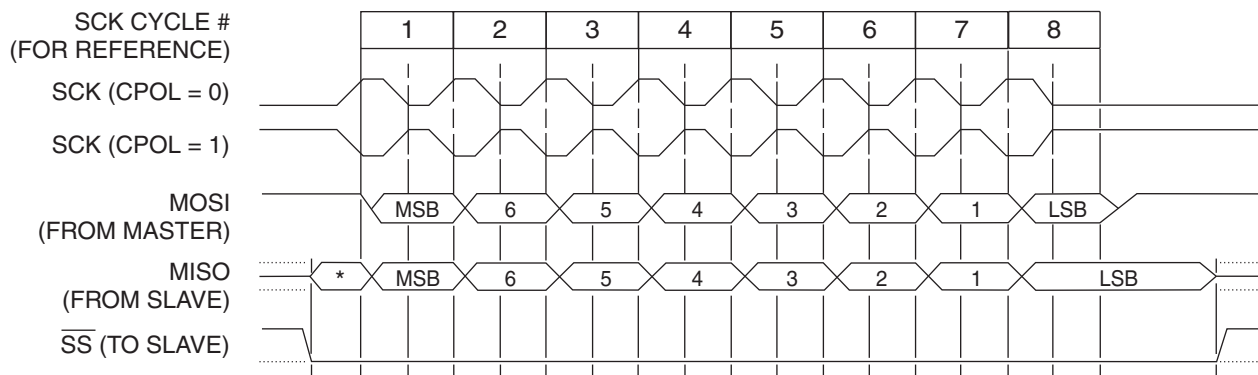 SCK CYCLE #
(FOR REFERENCE)
1 2 3 4 5 6 7 8
SCK (CPOL = 0)
SCK (CPOL = 1)
MOSI
(FROM MASTER)
MSB 6 5 4 3 2 1 LSB
MISO
(FROM SLAVE)
* MSB 6 5 4 3 2 1 LSB
SS (TO SLAVE)